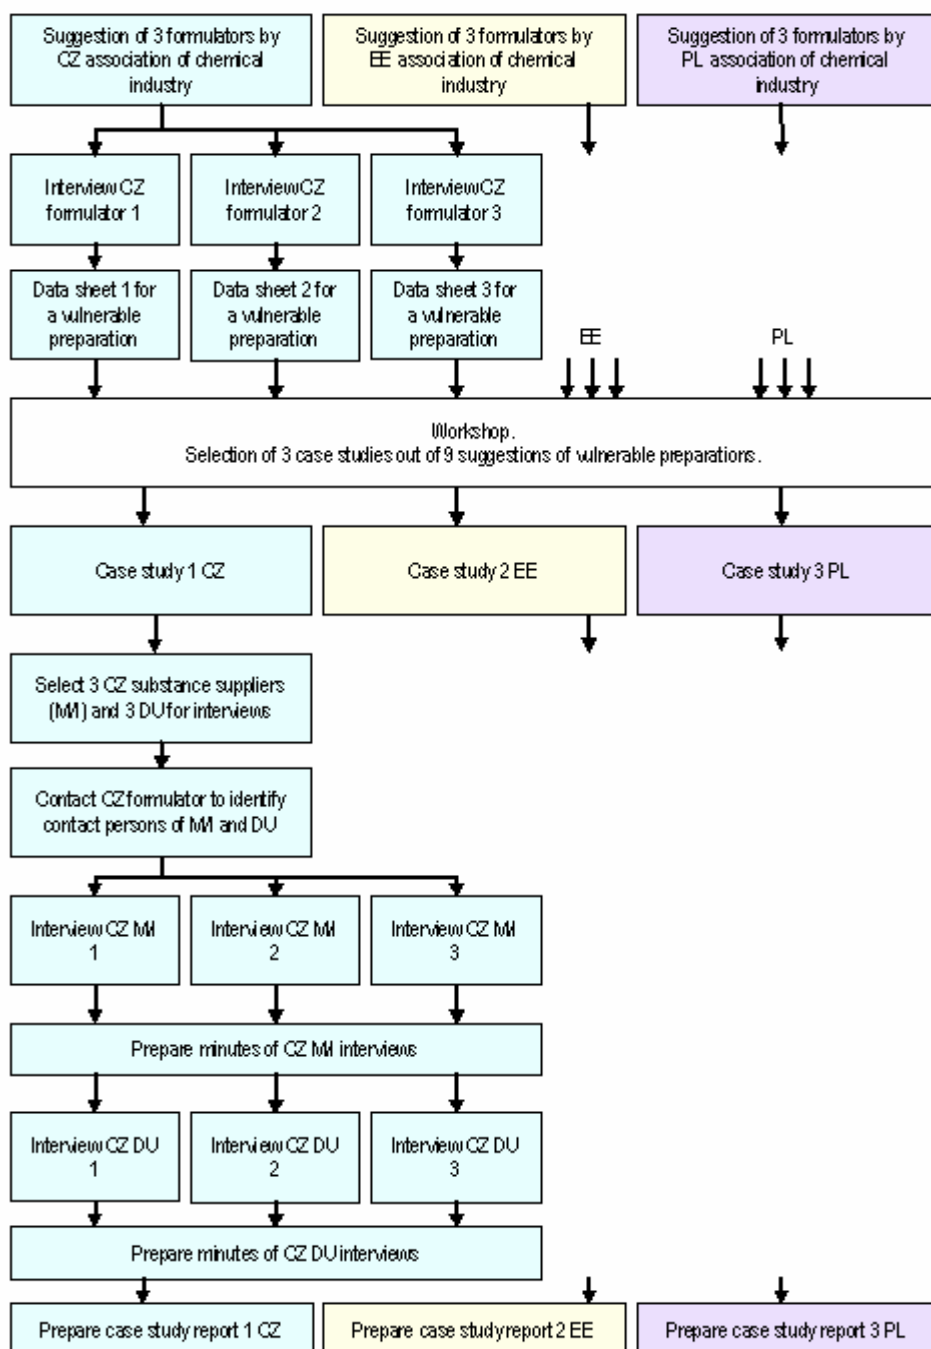 Suggestion of 3 formulators by
CZ association of chemical
industry
Suggestion of 3 formulators by
EE association of chemical
industry
Suggestion of 3 formulators by
PL association of chemical
industry
Interview CZ
formulator 1
Interview CZ
formulator 2
Interview CZ
formulator 3
Data sheet 1 for
a vulnerable
preparation
Data sheet 2 for
a vulnerable
preparation
Data sheet 3 for
a vulnerable
preparation
EE
PL
Workshop.
Selection of 3 case studies out of 9 suggestions of vulnerable preparations.
Case study 1 CZ
Case study 2 EE
Case study 3 PL
Select 3 CZ substance suppliers
(M/I) and 3 DU for interviews
Contact CZ formulator to identify
contact persons of M/I and DU
Interview CZ M/I
1
Interview CZ M/I
2
Interview CZ M/I
3
Prepare minutes of CZ M/I interviews
Interview CZ DU
1
Interview CZ DU
2
Interview CZ DU
3
Prepare minutes of CZ DU interviews
Prepare case study report 1 CZ
Prepare case study report 2 EE
Prepare case study report 3 PL